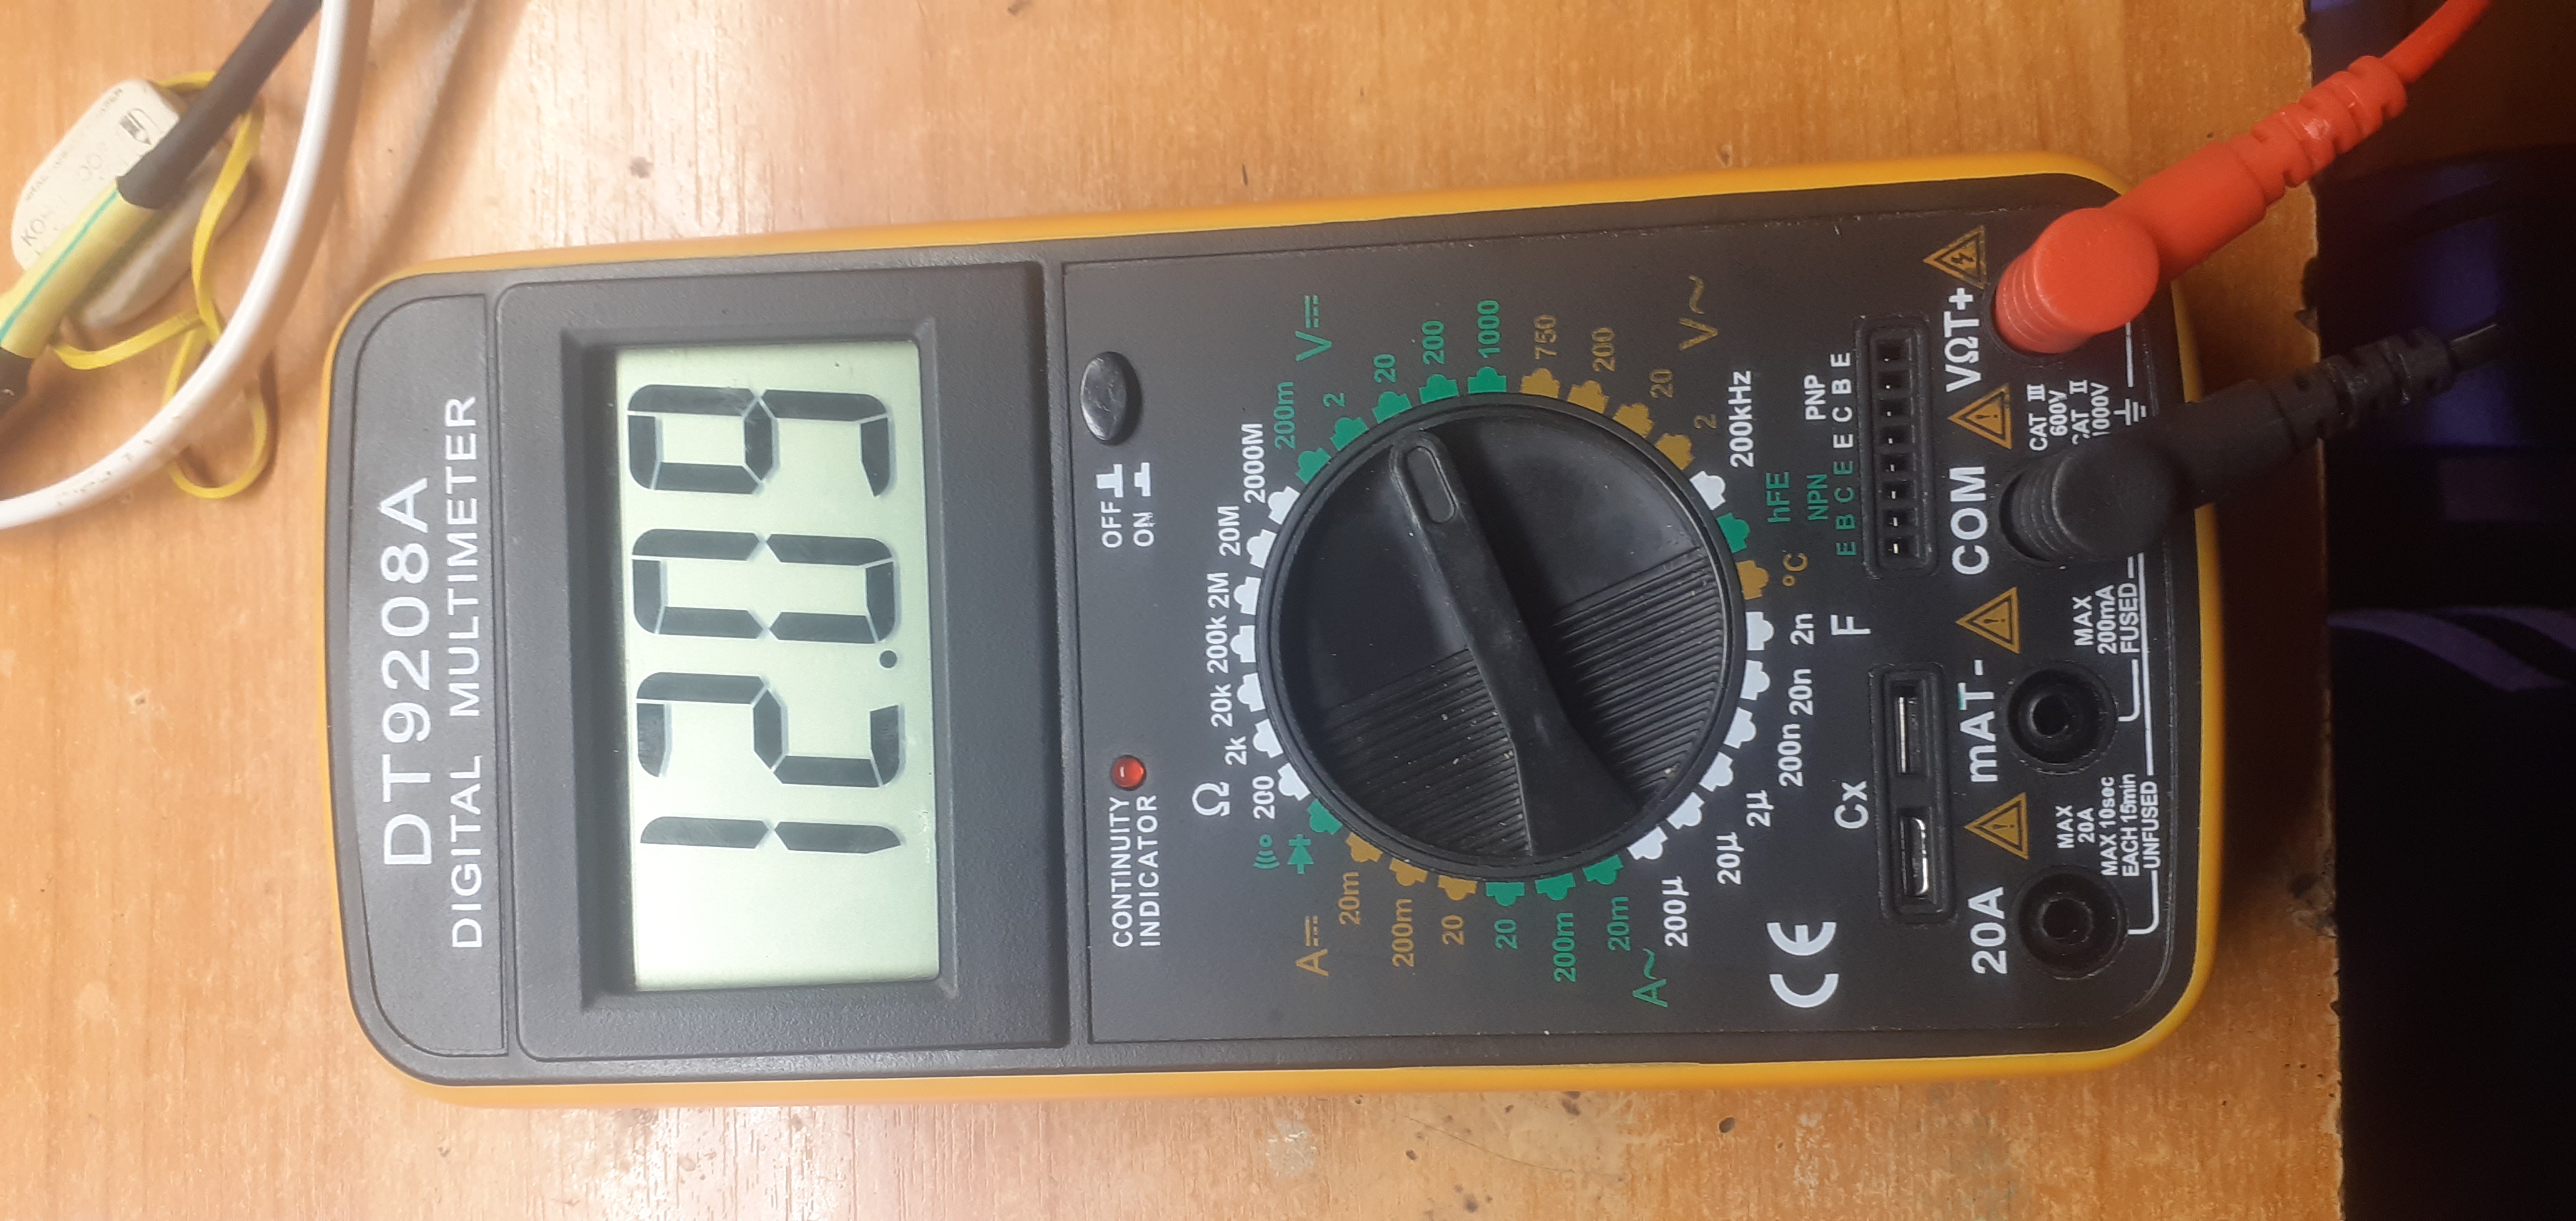 DT9208A
DIGITAL MULTIMETER
12.09
CONTINUITY
INDICATOR
OFF
ON
Ω
200
2k
20k
200k
2M
20M
2000M
200m
2
20
200
1000
V⎓
750
200
20
2
V~
200kHz
hFE
°C
F
2n
20n
200n
2µ
20µ
200µ
A~
20m
200m
20
20
200m
20m
A⎓
CE
Cx
NPN PNP
E B C E E C B E
20A
mAT-
COM
VΩT+
MAX
20A
MAX 10sec
EACH 15min
UNFUSED
MAX
200mA
FUSED
CAT III
600V
CAT II
1000V